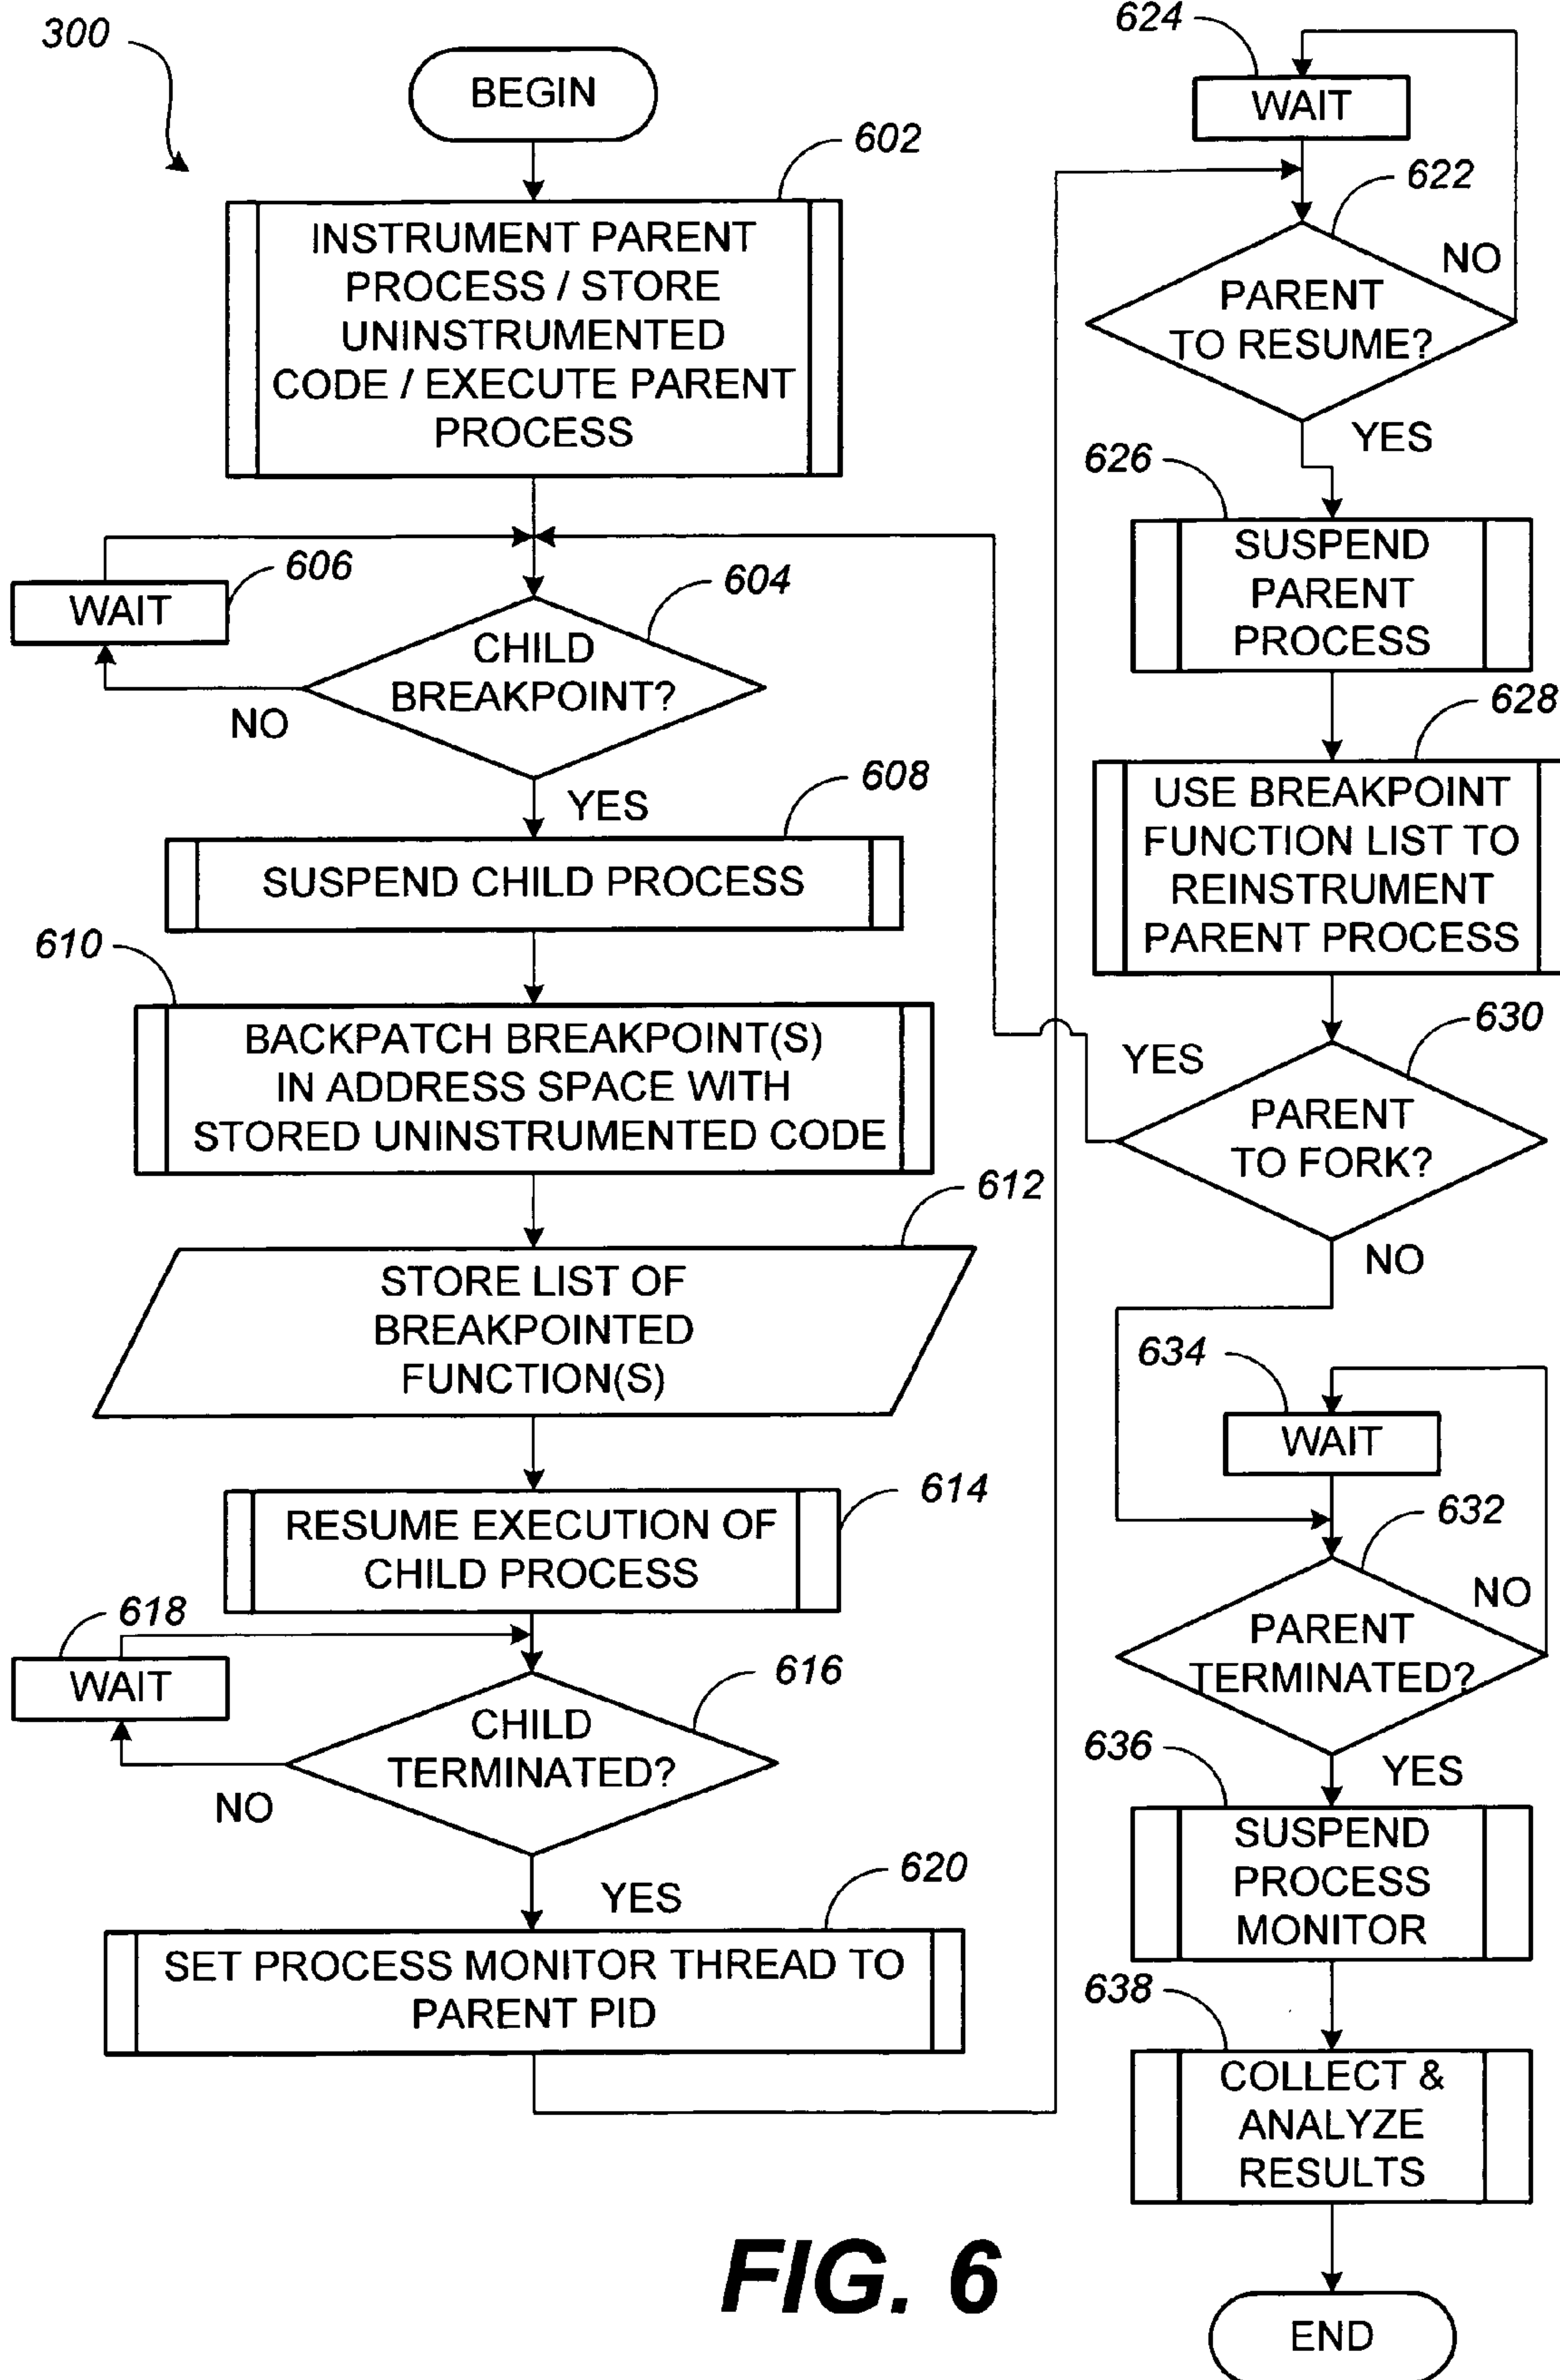 300
BEGIN
602
INSTRUMENT PARENT
PROCESS / STORE
UNINSTRUMENTED
CODE / EXECUTE PARENT
PROCESS
606
WAIT
604
CHILD
BREAKPOINT?
NO
YES
608
SUSPEND CHILD PROCESS
610
BACKPATCH BREAKPOINT(S)
IN ADDRESS SPACE WITH
STORED UNINSTRUMENTED CODE
612
STORE LIST OF
BREAKPOINTED
FUNCTION(S)
614
RESUME EXECUTION OF
CHILD PROCESS
618
WAIT
616
CHILD
TERMINATED?
NO
YES
620
SET PROCESS MONITOR THREAD TO
PARENT PID
624
WAIT
622
NO
PARENT
TO RESUME?
YES
626
SUSPEND
PARENT
PROCESS
628
USE BREAKPOINT
FUNCTION LIST TO
REINSTRUMENT
PARENT PROCESS
630
YES
PARENT
TO FORK?
NO
634
WAIT
632
NO
PARENT
TERMINATED?
636
YES
SUSPEND
PROCESS
MONITOR
638
COLLECT &
ANALYZE
RESULTS
END
FIG. 6